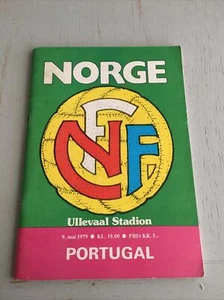 NORGE
NFF
Ullevaal Stadion
9. mai 1979 ● KL. 19.00 ● PRIS KR. 5,-
PORTUGAL